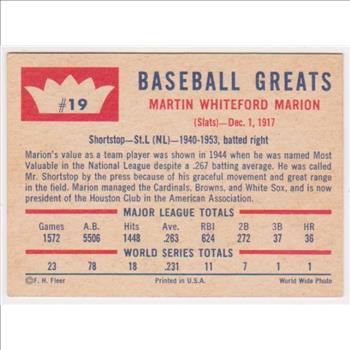 #19
BASEBALL GREATS
MARTIN WHITEFORD MARION
(Slats)—Dec. 1, 1917
Shortstop—St.L (NL)—1940-1953, batted right
Marion's value as a team player was shown in 1944 when he was named Most
Valuable in the National League despite a .267 batting average. He was called
Mr. Shortstop by the press because of his smooth movement and great range
in the field. Marion managed the Cardinals, Browns, and White Sox, and is now
president of the Houston Club in the American Association.
MAJOR LEAGUE TOTALS
Games A.B. Hits Ave. RBI 2B 3B HR
1572 5506 1448 .263 624 272 37 36
WORLD SERIES TOTALS
23 78 18 .231 11 7 1 —
©F. H. Fleer Printed in U.S.A. World Wide Photo